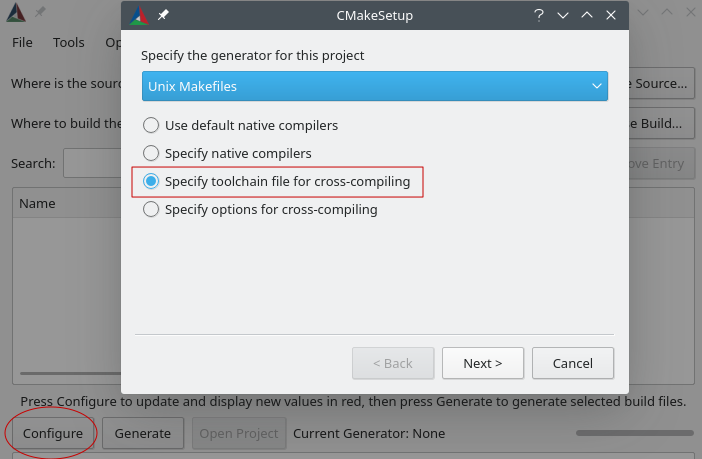 CMakeSetup
Specify the generator for this project
Unix Makefiles
Use default native compilers
Specify native compilers
Specify toolchain file for cross-compiling
Specify options for cross-compiling
< Back Next > Cancel
File Tools
Where is the
Source...
Where to build the
Build...
Search:
Entry
Name
Press Configure to update and display new values in red, then press Generate to generate selected build files.
Configure Generate Open Project Current Generator: None